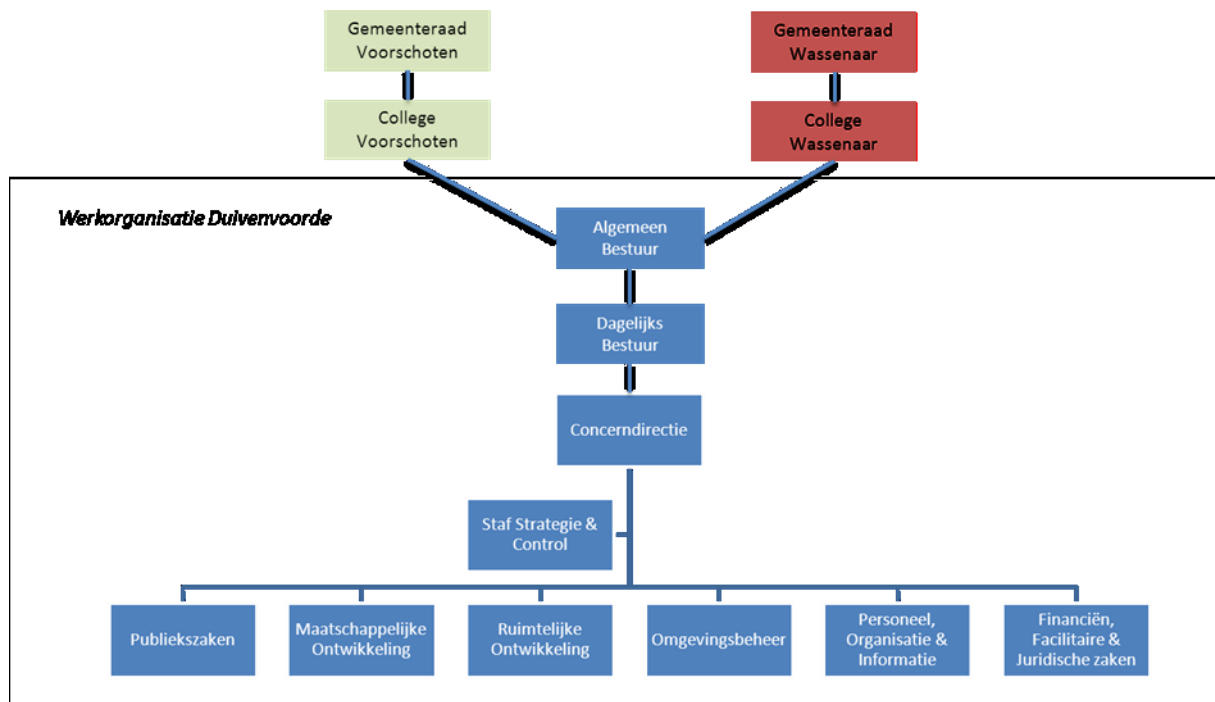 Gemeenteraad
Voorschoten
Gemeenteraad
Wassenaar
College
Voorschoten
College
Wassenaar
Werkorganisatie Duivenvoorde
Algemeen
Bestuur
Dagelijks
Bestuur
Concerndirectie
Staf Strategie &
Control
Publiekszaken
Maatschappelijke
Ontwikkeling
Ruimtelijke
Ontwikkeling
Omgevingsbeheer
Personeel,
Organisatie &
Informatie
Financiën,
Facilitaire &
Juridische zaken